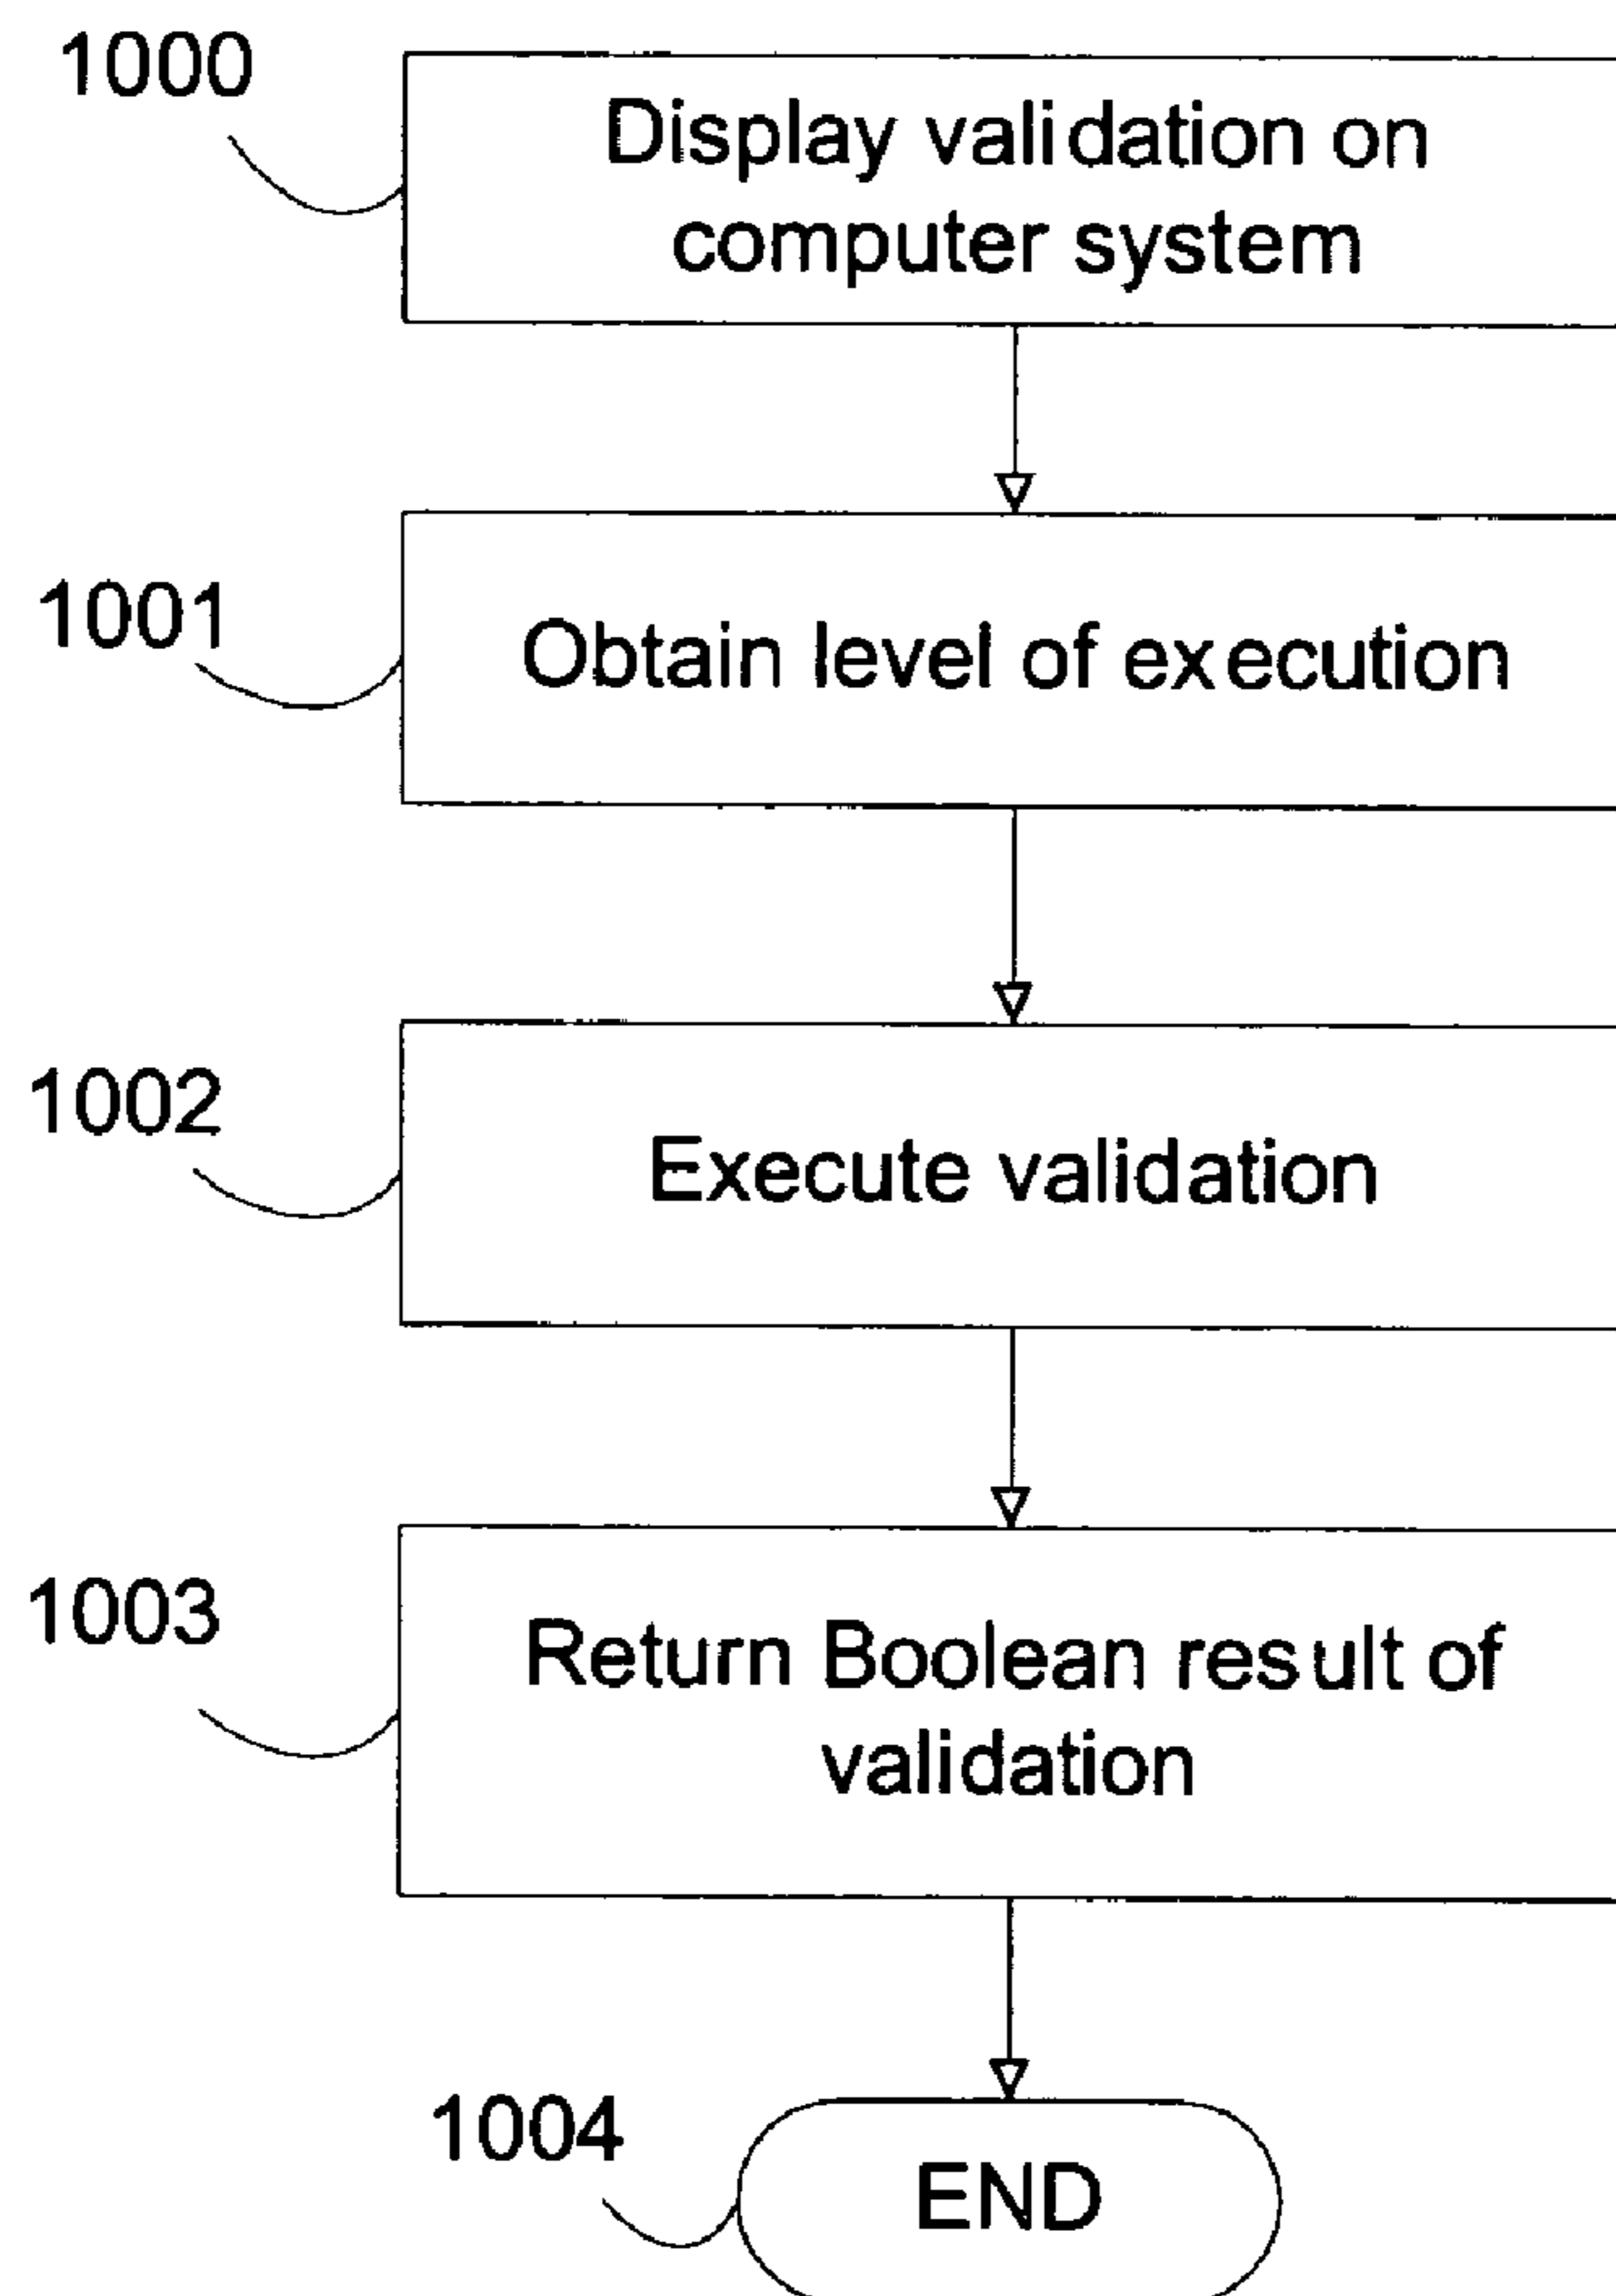 1000
Display validation on
computer system
1001
Obtain level of execution
1002
Execute validation
1003
Return Boolean result of
validation
1004
END